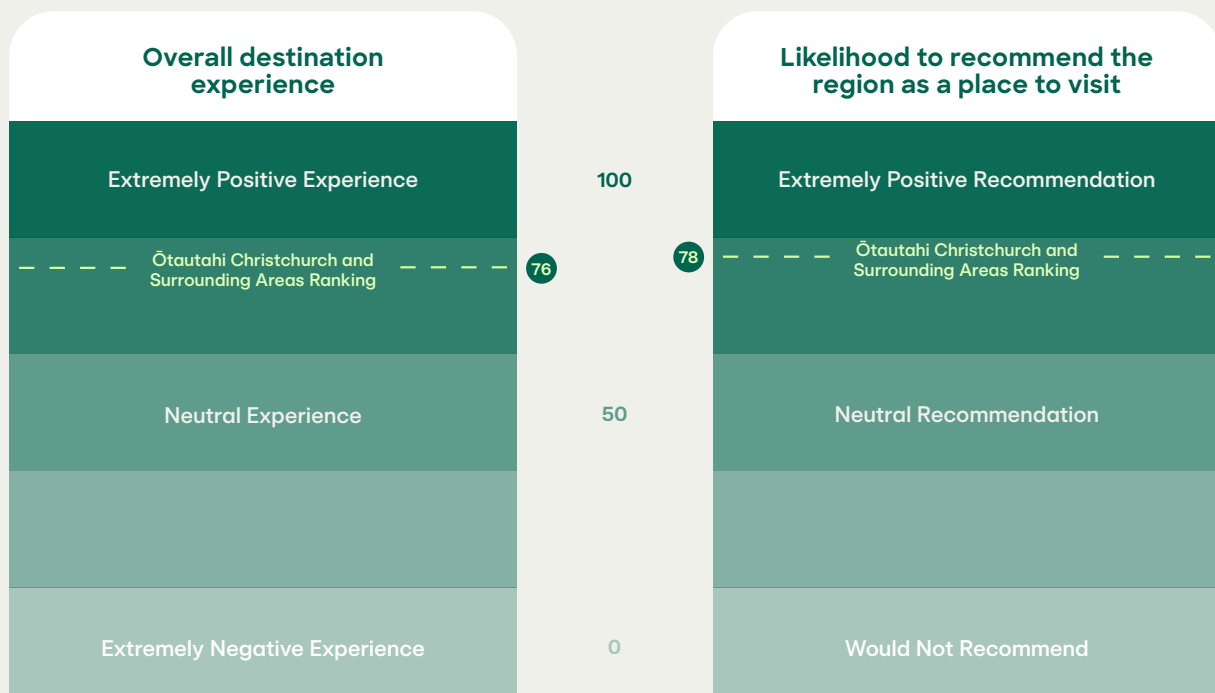 Overall destination
experience
Extremely Positive Experience
Ōtautahi Christchurch and
Surrounding Areas Ranking
76
Neutral Experience
Extremely Negative Experience
100
50
0
Likelihood to recommend the
region as a place to visit
Extremely Positive Recommendation
78
Ōtautahi Christchurch and
Surrounding Areas Ranking
Neutral Recommendation
Would Not Recommend